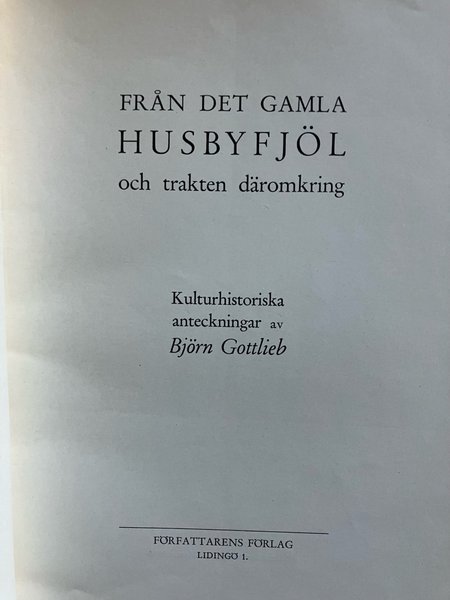 FRÅN DET GAMLA
HUSBYFJÖL
och trakten däromkring
Kulturhistoriska
anteckningar av
Björn Gottlieb
FÖRFATTARENS FÖRLAG
LIDINGÖ 1.